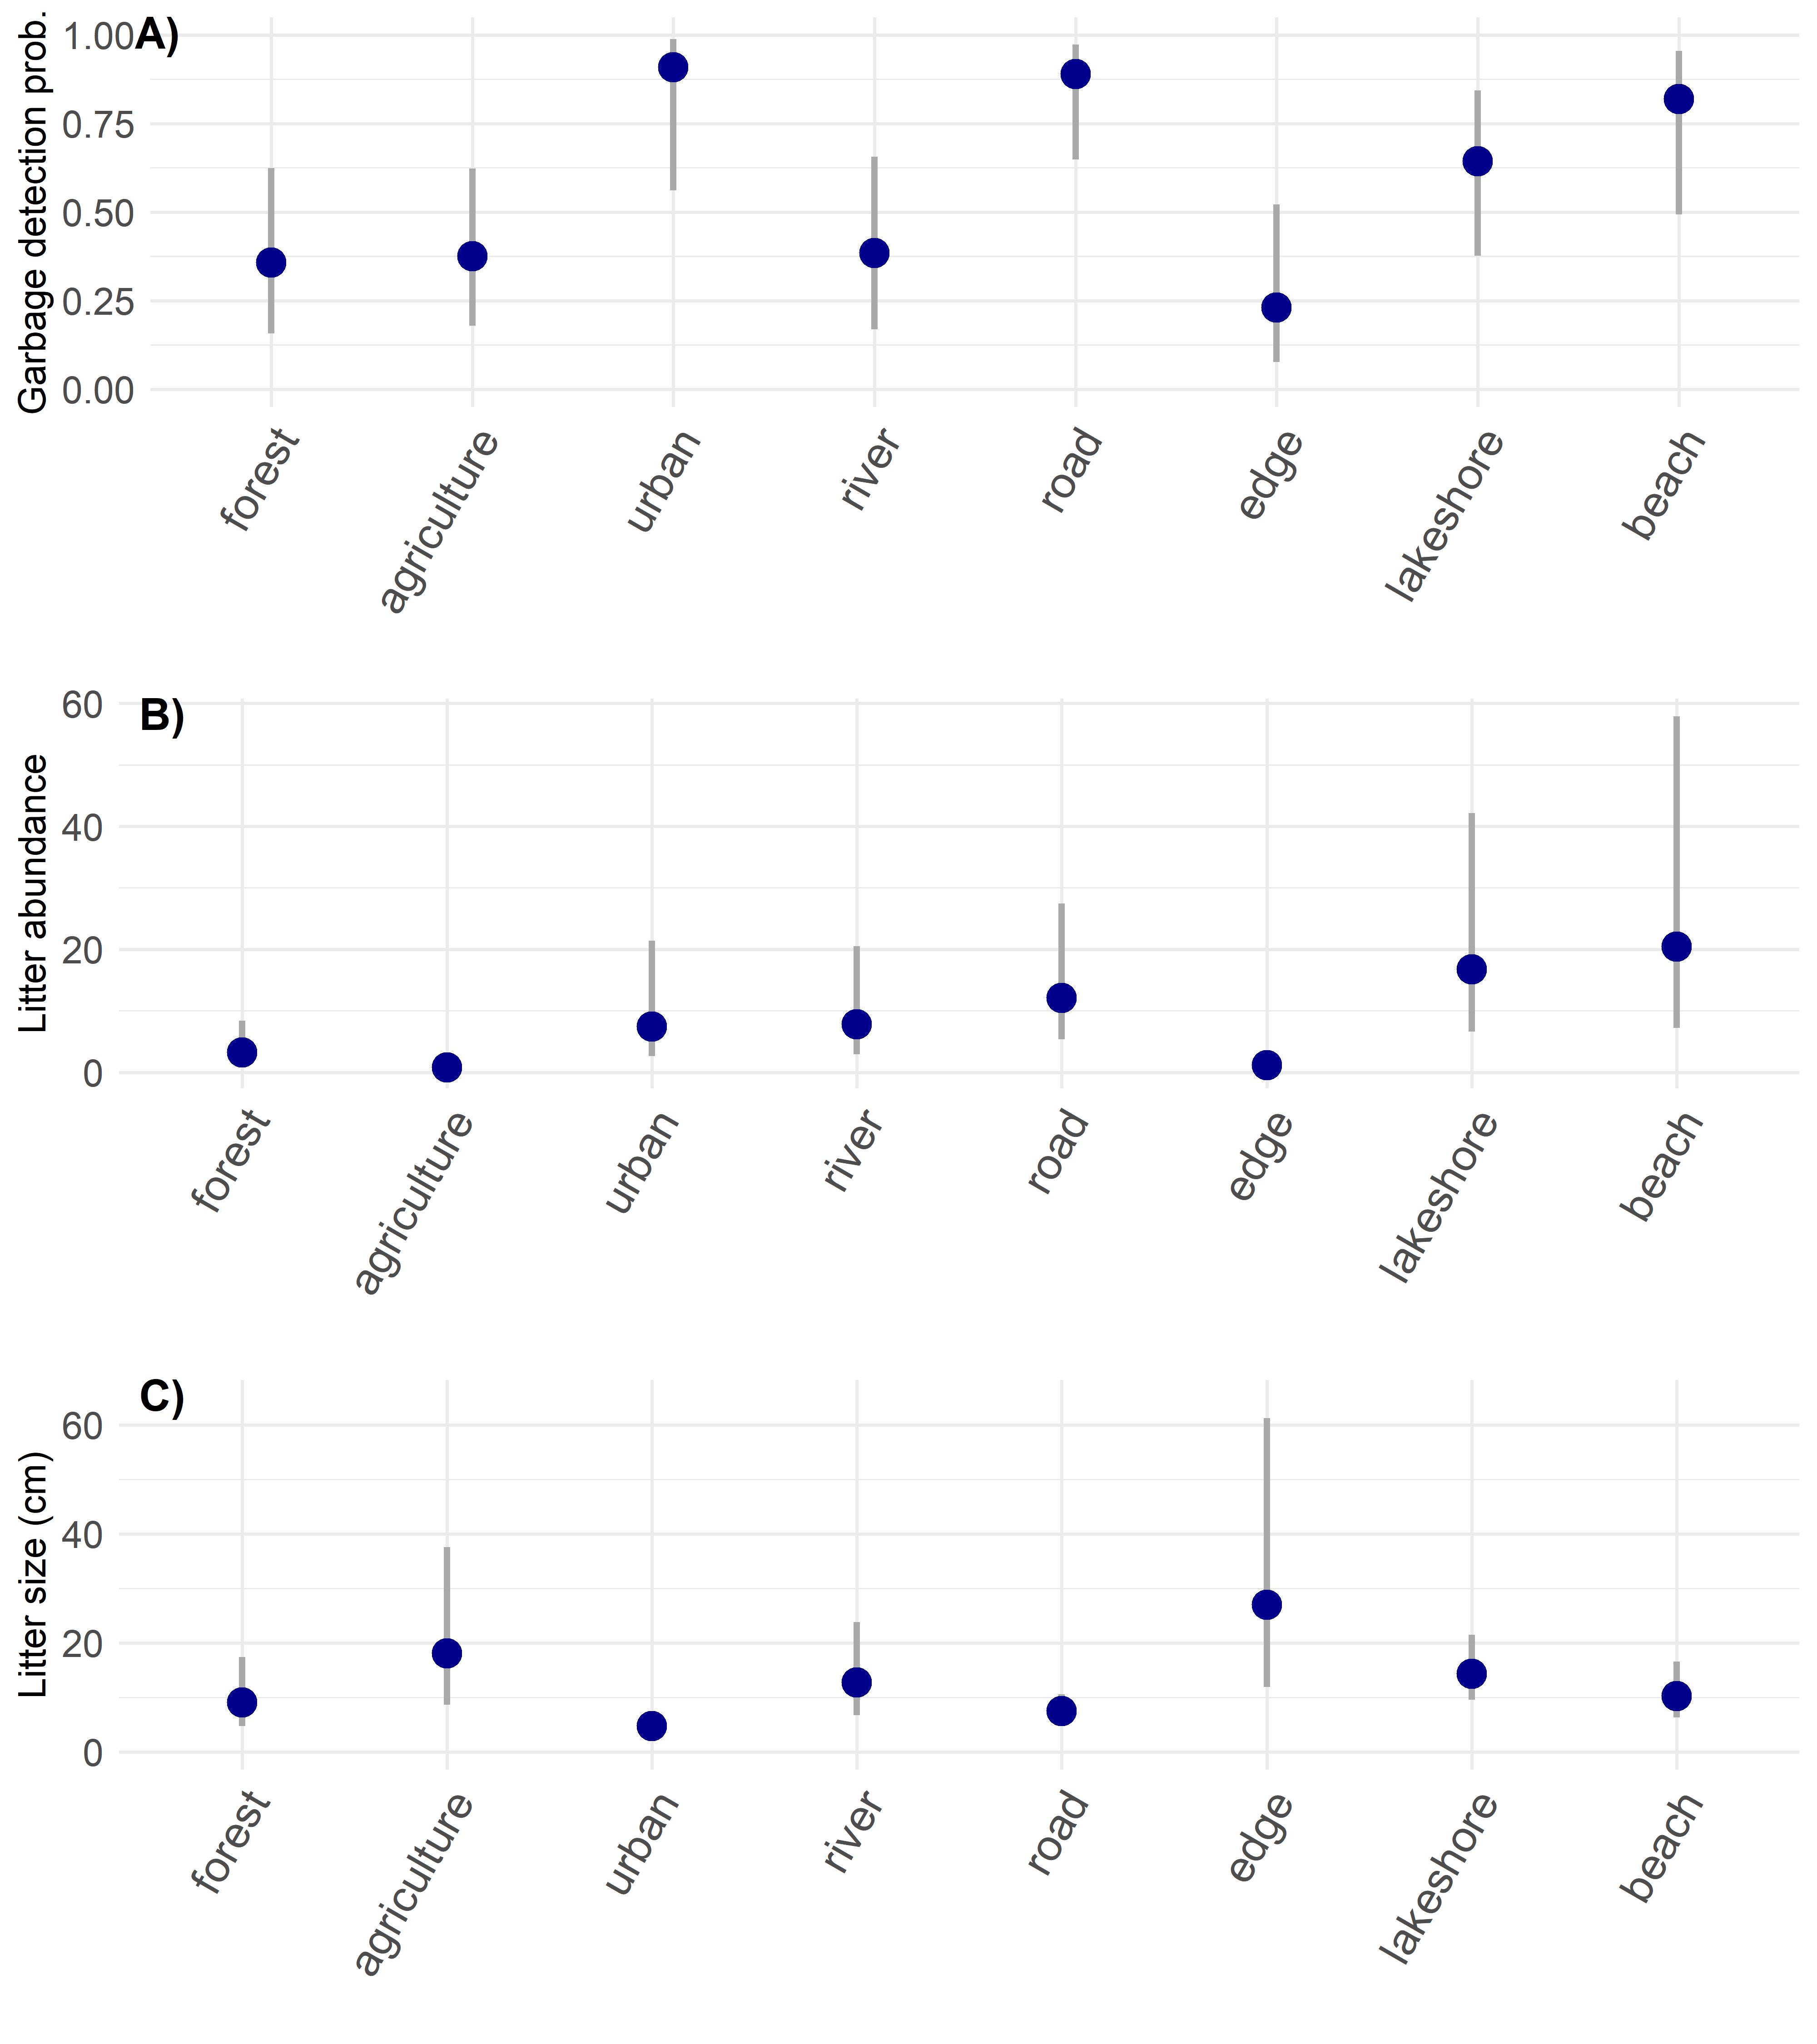 A)
Garbage detection prob.
1.00
0.75
0.50
0.25
0.00
forest agriculture urban river road edge lakeshore beach
B)
Litter abundance
60
40
20
0
forest agriculture urban river road edge lakeshore beach
C)
Litter size (cm)
60
40
20
0
forest agriculture urban river road edge lakeshore beach